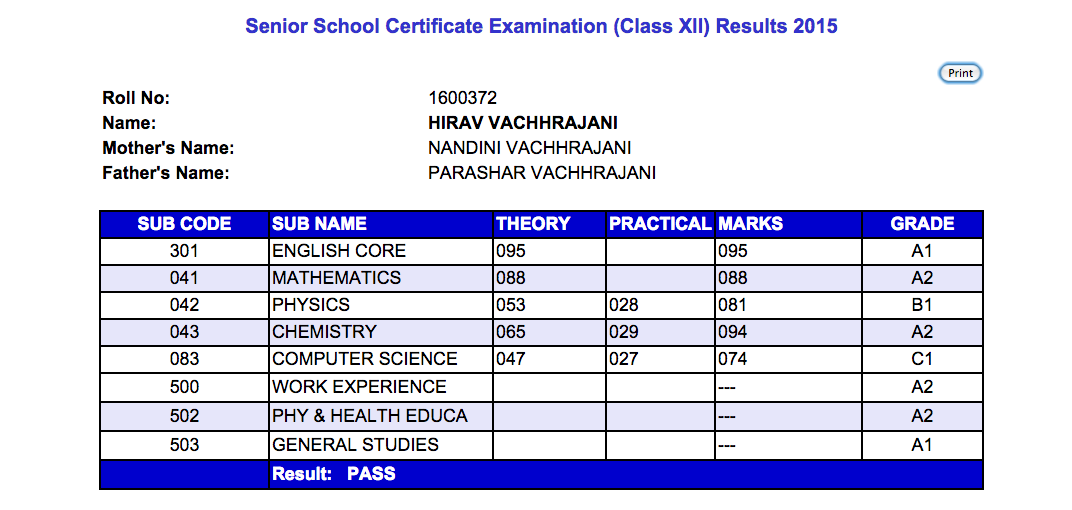 Senior School Certificate Examination (Class XII) Results 2015
Print
Roll No: 1600372
Name: HIRAV VACHHRAJANI
Mother's Name: NANDINI VACHHRAJANI
Father's Name: PARASHAR VACHHRAJANI
SUB CODE SUB NAME THEORY PRACTICAL MARKS GRADE
301 ENGLISH CORE 095 095 A1
041 MATHEMATICS 088 088 A2
042 PHYSICS 053 028 081 B1
043 CHEMISTRY 065 029 094 A2
083 COMPUTER SCIENCE 047 027 074 C1
500 WORK EXPERIENCE --- A2
502 PHY & HEALTH EDUCA --- A2
503 GENERAL STUDIES --- A1
Result: PASS